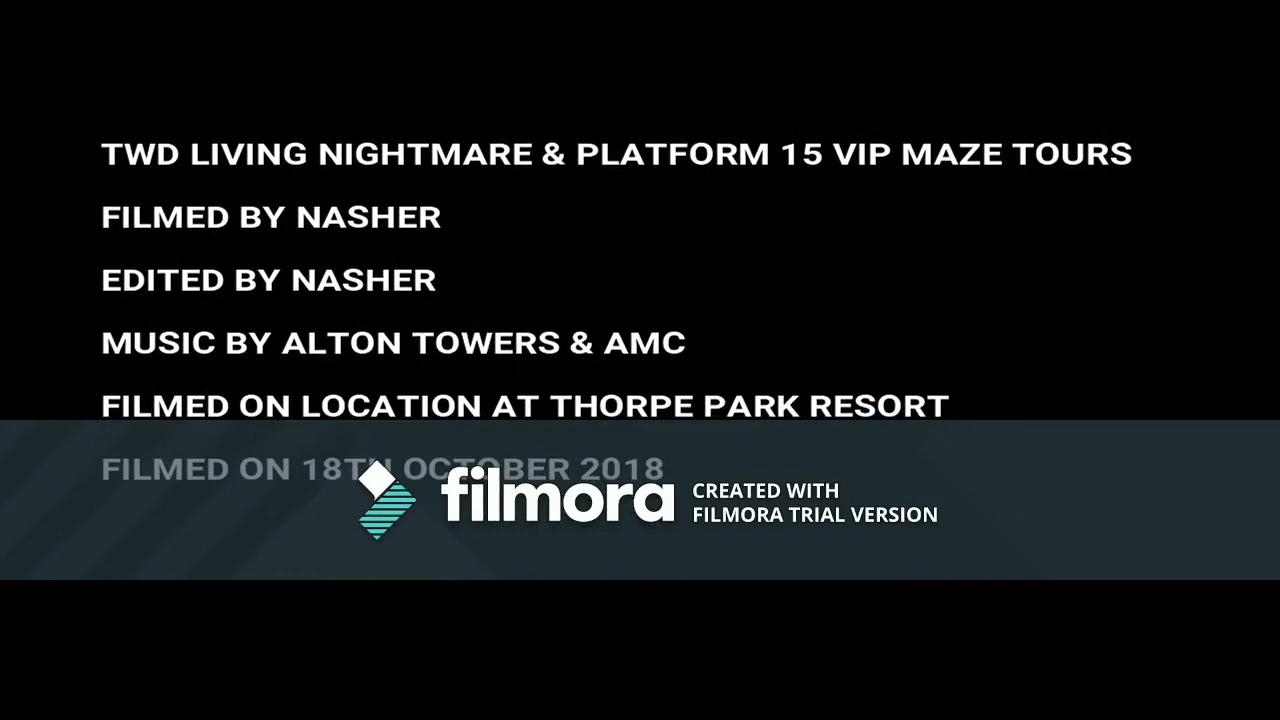 TWD LIVING NIGHTMARE & PLATFORM 15 VIP MAZE TOURS
FILMED BY NASHER
EDITED BY NASHER
MUSIC BY ALTON TOWERS & AMC
FILMED ON LOCATION AT THORPE PARK RESORT
FILMED ON 18TH OCTOBER 2018
filmora
CREATED WITH
FILMORA TRIAL VERSION